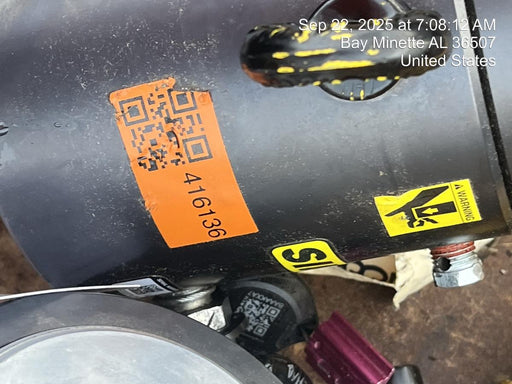 Sep 22, 2025 at 7:08:12 AM
Bay Minette AL 36507
United States
416136
WARNING